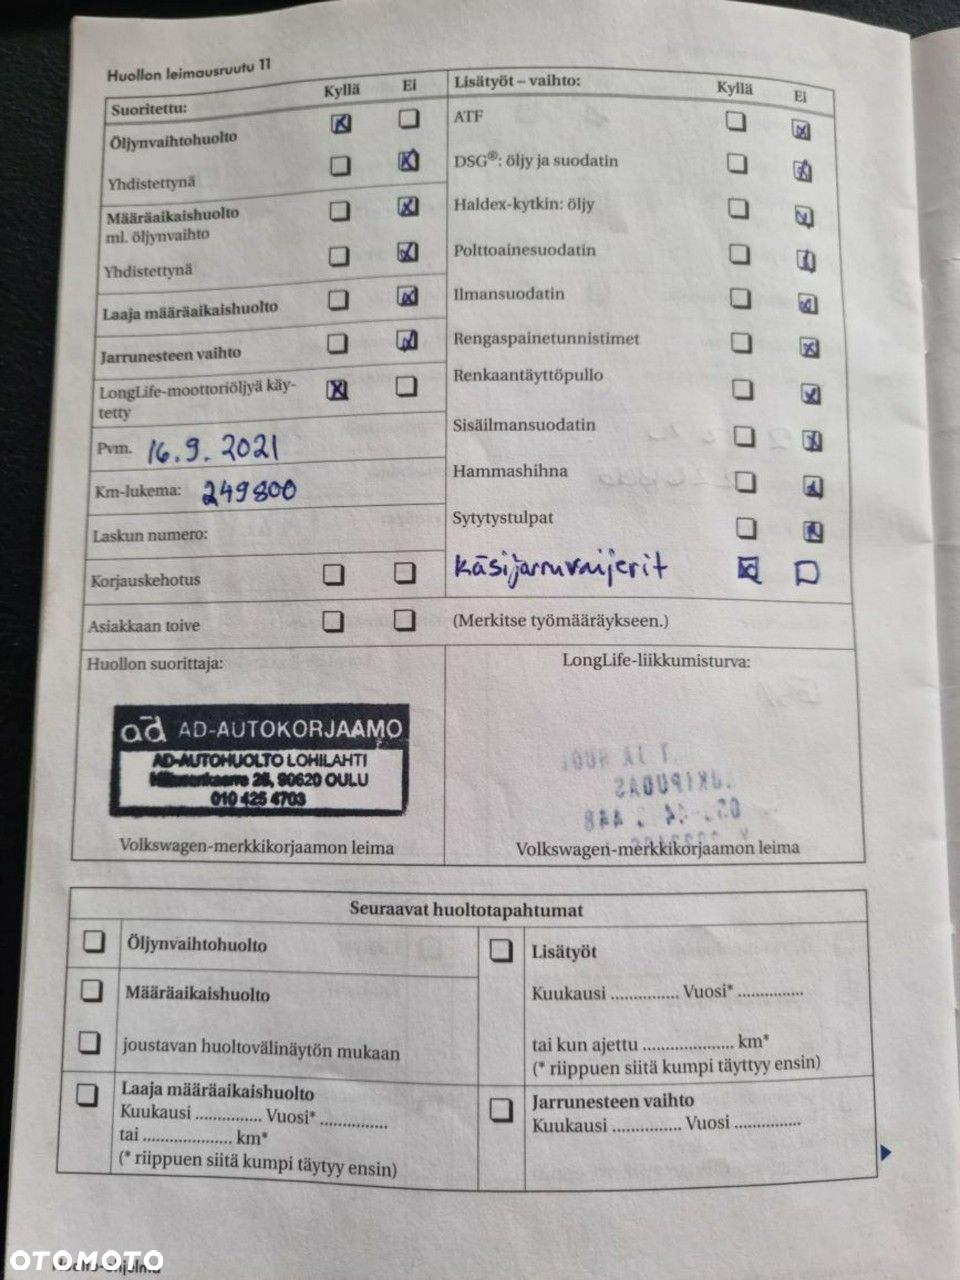 Huollon leimausruutu 11
Suoritettu: Kyllä Ei
Öljynvaihtohuolto
Yhdistettynä
Määräaikaishuolto
ml. öljynvaihto
Yhdistettynä
Laaja määräaikaishuolto
Jarrunesteen vaihto
LongLife-moottoriöljyä käy-
tetty
Pvm. 16.9.2021
Km-lukema: 249800
Laskun numero:
Korjauskehotus
Asiakkaan toive
Lisätyöt – vaihto: Kyllä Ei
ATF
DSG®: öljy ja suodatin
Haldex-kytkin: öljy
Polttoainesuodatin
Ilmansuodatin
Rengaspainetunnistimet
Renkaantäyttöpullo
Sisäilmansuodatin
Hammashihna
Sytytystulpat
Käsijarruvaijerit
(Merkitse työmääräykseen.)
Huollon suorittaja:
ad AD-AUTOKORJAAMO
AD-AUTOHUOLTO LOHILAHTI
26, 90620 OULU
010 425 4703
Volkswagen-merkkikorjaamon leima
LongLife-liikkumisturva:
Volkswagen-merkkikorjaamon leima
Seuraavat huoltotapahtumat
Öljynvaihtohuolto
Määräaikaishuolto
joustavan huoltovälinäytön mukaan
Laaja määräaikaishuolto
Kuukausi ............... Vuosi* ...............
tai .................... km*
(* riippuen siitä kumpi täytyy ensin)
Lisätyöt
Kuukausi ............... Vuosi* ...............
tai kun ajettu .................... km*
(* riippuen siitä kumpi täyttyy ensin)
Jarrunesteen vaihto
Kuukausi ............... Vuosi ...............
OTOMOTO